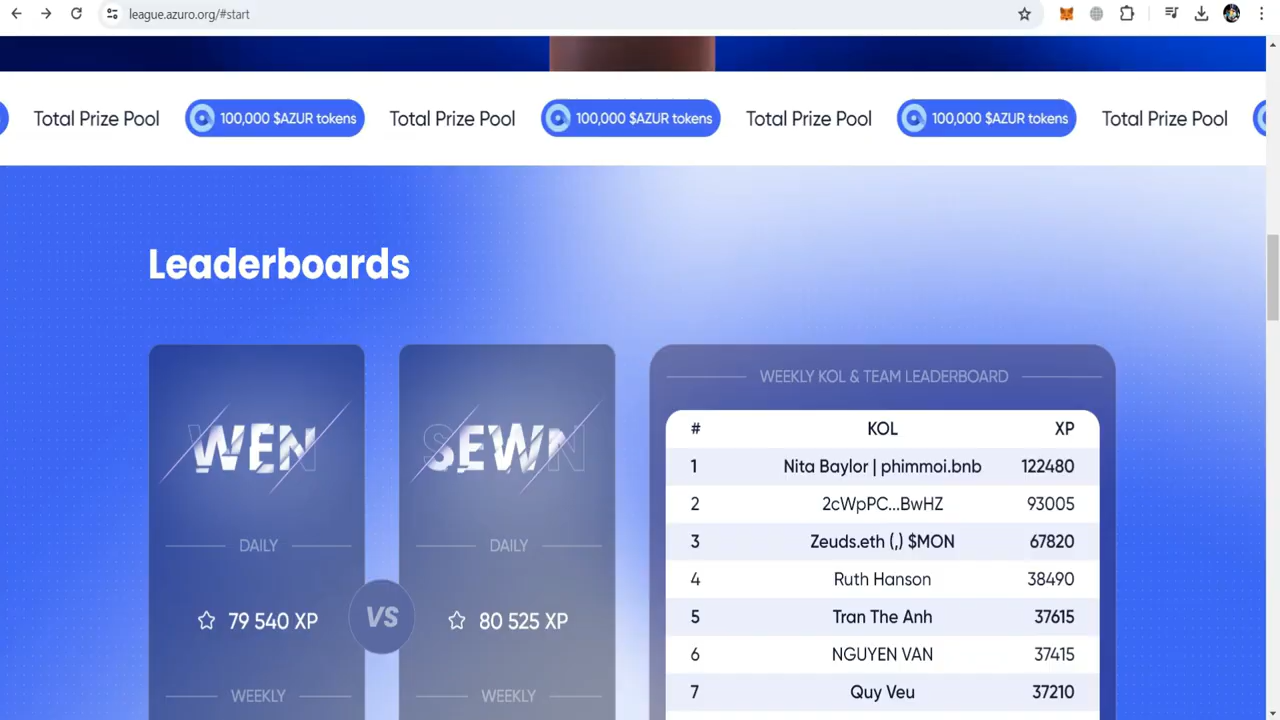 league.azuro.org/#start
Total Prize Pool 100,000 $AZUR tokens Total Prize Pool 100,000 $AZUR tokens Total Prize Pool 100,000 $AZUR tokens Total Prize Pool
Leaderboards
WEN
DAILY
79 540 XP
WEEKLY
VS
SEWN
DAILY
80 525 XP
WEEKLY
WEEKLY KOL & TEAM LEADERBOARD
# KOL XP
1 Nita Baylor | phimmoi.bnb 122480
2 2cWpPC...BwHZ 93005
3 Zeuds.eth (,) $MON 67820
4 Ruth Hanson 38490
5 Tran The Anh 37615
6 NGUYEN VAN 37415
7 Quy Veu 37210